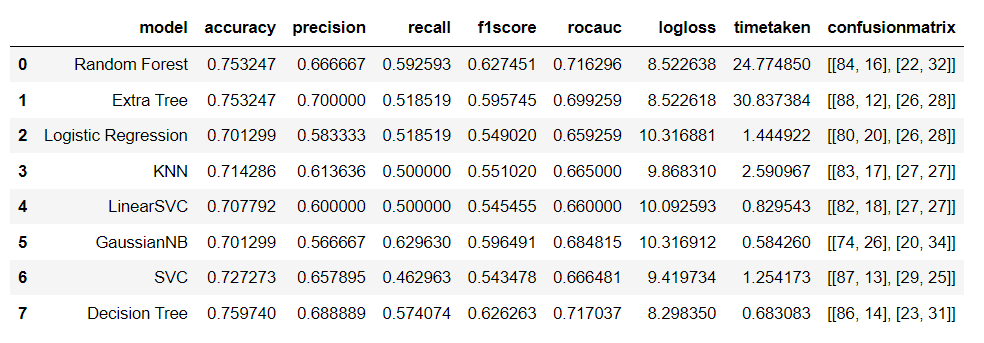 model accuracy precision recall f1score rocauc logloss timetaken confusionmatrix
0 Random Forest 0.753247 0.666667 0.592593 0.627451 0.716296 8.522638 24.774850 [[84, 16], [22, 32]]
1 Extra Tree 0.753247 0.700000 0.518519 0.595745 0.699259 8.522618 30.837384 [[88, 12], [26, 28]]
2 Logistic Regression 0.701299 0.583333 0.518519 0.549020 0.659259 10.316881 1.444922 [[80, 20], [26, 28]]
3 KNN 0.714286 0.613636 0.500000 0.551020 0.665000 9.868310 2.590967 [[83, 17], [27, 27]]
4 LinearSVC 0.707792 0.600000 0.500000 0.545455 0.660000 10.092593 0.829543 [[82, 18], [27, 27]]
5 GaussianNB 0.701299 0.566667 0.629630 0.596491 0.684815 10.316912 0.584260 [[74, 26], [20, 34]]
6 SVC 0.727273 0.657895 0.462963 0.543478 0.666481 9.419734 1.254173 [[87, 13], [29, 25]]
7 Decision Tree 0.759740 0.688889 0.574074 0.626263 0.717037 8.298350 0.683083 [[86, 14], [23, 31]]